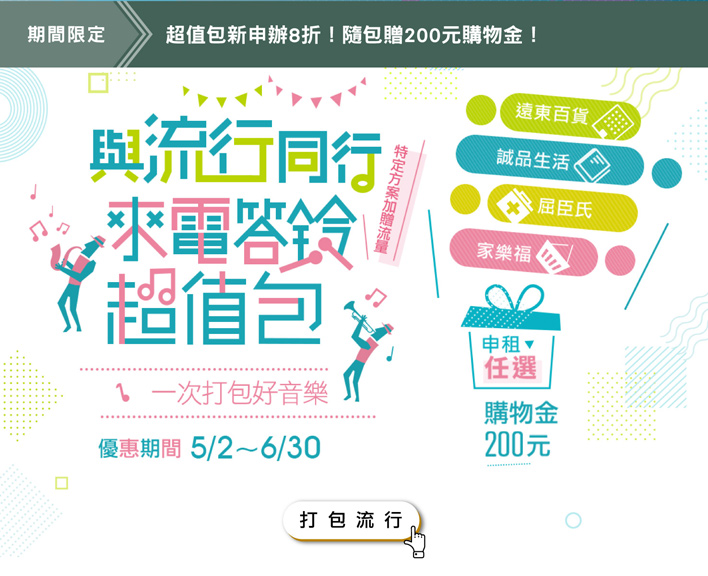 期間限定
超值包新申辦8折！隨包贈200元購物金！
與流行同行
來電答鈴
超值包
特定方案加贈流量
一次打包好音樂
優惠期間 5/2～6/30
遠東百貨
誠品生活
屈臣氏
家樂福
申租▼
任選
購物金
200元
打包流行